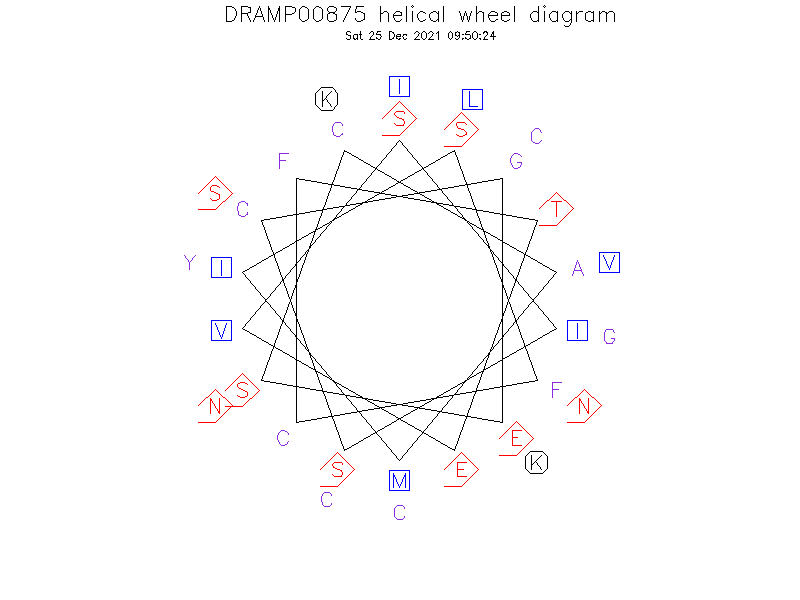 DRAMP00875 helical wheel diagram
Sat 25 Dec 2021 09:50:24
I
K L
S
C S C
F G
S C T
Y I A V
V I G
N S F N
C E K
S M E
C C